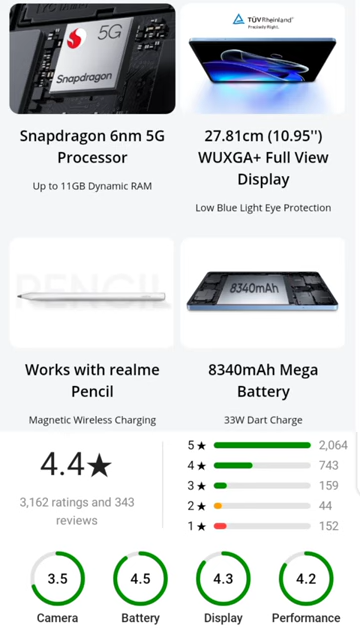 5G
Snapdragon
TÜVRheinland®
Precisely Right.
Snapdragon 6nm 5G
Processor
Up to 11GB Dynamic RAM
27.81cm (10.95'')
WUXGA+ Full View
Display
Low Blue Light Eye Protection
PENCIL
8340mAh
Works with realme
Pencil
Magnetic Wireless Charging
8340mAh Mega
Battery
33W Dart Charge
4.4★
3,162 ratings and 343
reviews
5★ 2,064
4★ 743
3★ 159
2★ 44
1★ 152
3.5
Camera
4.5
Battery
4.3
Display
4.2
Performance